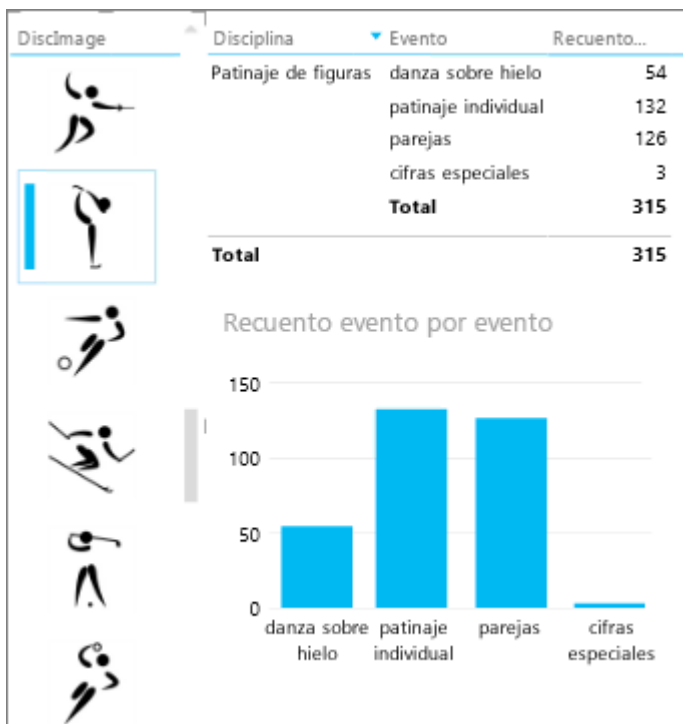 DiscImage
Disciplina Evento Recuento...
Patinaje de figuras danza sobre hielo 54
patinaje individual 132
parejas 126
cifras especiales 3
Total 315
Total 315
Recuento evento por evento
150
100
50
0
danza sobre patinaje parejas cifras
hielo individual especiales